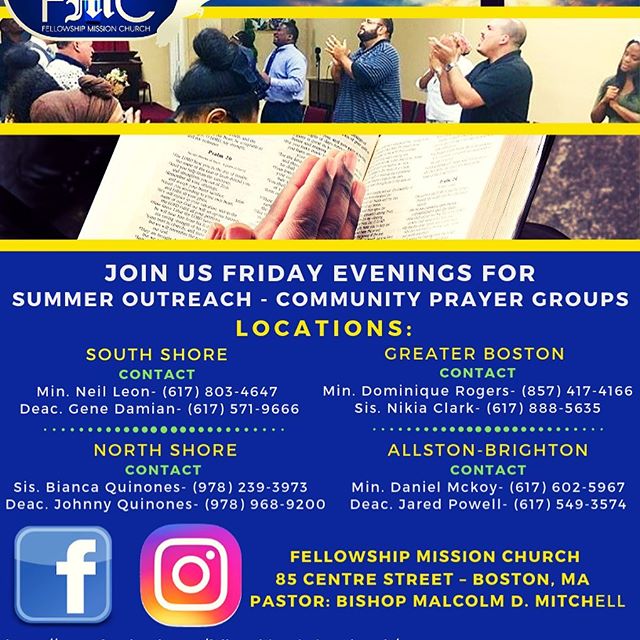 FMC
FELLOWSHIP MISSION CHURCH
Psalm 20
JOIN US FRIDAY EVENINGS FOR
SUMMER OUTREACH - COMMUNITY PRAYER GROUPS
LOCATIONS:
SOUTH SHORE
CONTACT
Min. Neil Leon- (617) 803-4647
Deac. Gene Damian- (617) 571-9666
GREATER BOSTON
CONTACT
Min. Dominique Rogers- (857) 417-4166
Sis. Nikia Clark- (617) 888-5635
NORTH SHORE
CONTACT
Sis. Bianca Quinones- (978) 239-3973
Deac. Johnny Quinones- (978) 968-9200
ALLSTON-BRIGHTON
CONTACT
Min. Daniel Mckoy- (617) 602-5967
Deac. Jared Powell- (617) 549-3574
f
FELLOWSHIP MISSION CHURCH
85 CENTRE STREET – BOSTON, MA
PASTOR: BISHOP MALCOLM D. MITCHELL